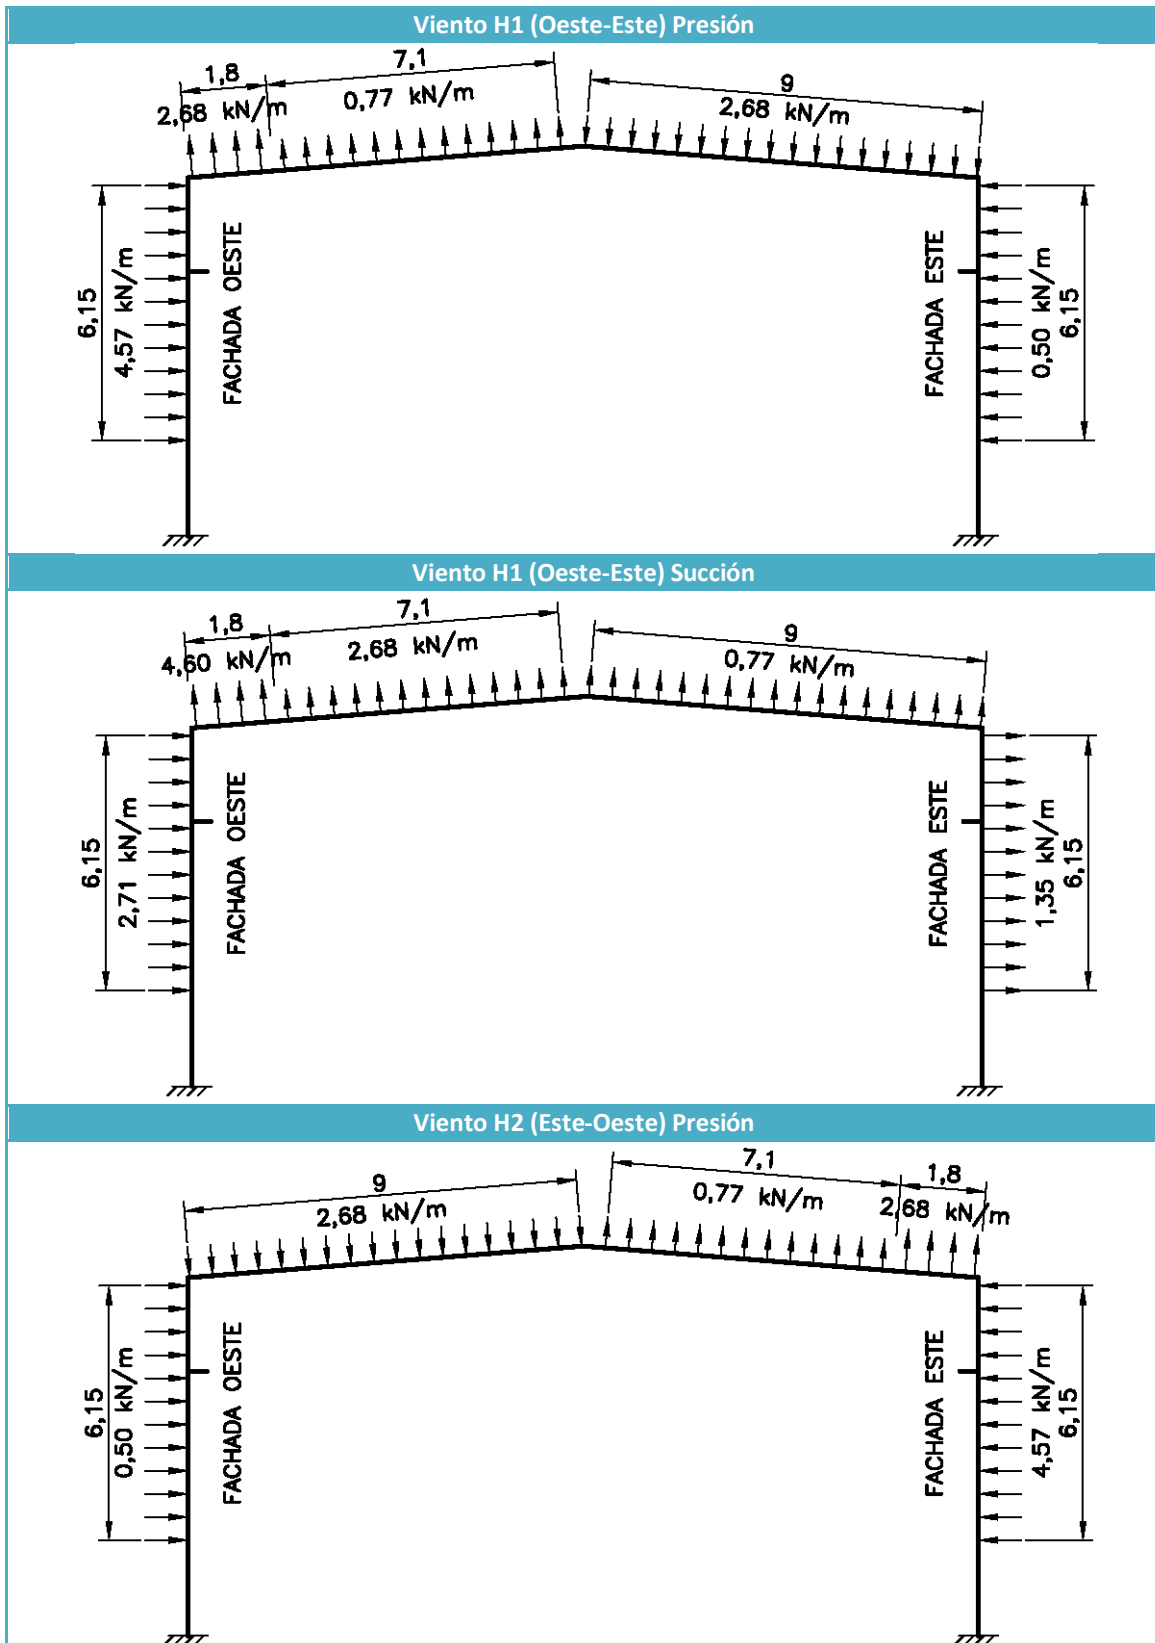 Viento H1 (Oeste-Este) Presión
1,8
2,68 kN/m
7,1
0,77 kN/m
9
2,68 kN/m
6,15
4,57 kN/m
FACHADA OESTE
FACHADA ESTE
0,50 kN/m
6,15
Viento H1 (Oeste-Este) Succión
1,8
4,60 kN/m
7,1
2,68 kN/m
9
0,77 kN/m
6,15
2,71 kN/m
FACHADA OESTE
FACHADA ESTE
1,35 kN/m
6,15
Viento H2 (Este-Oeste) Presión
9
2,68 kN/m
7,1
0,77 kN/m
1,8
2,68 kN/m
6,15
0,50 kN/m
FACHADA OESTE
FACHADA ESTE
4,57 kN/m
6,15